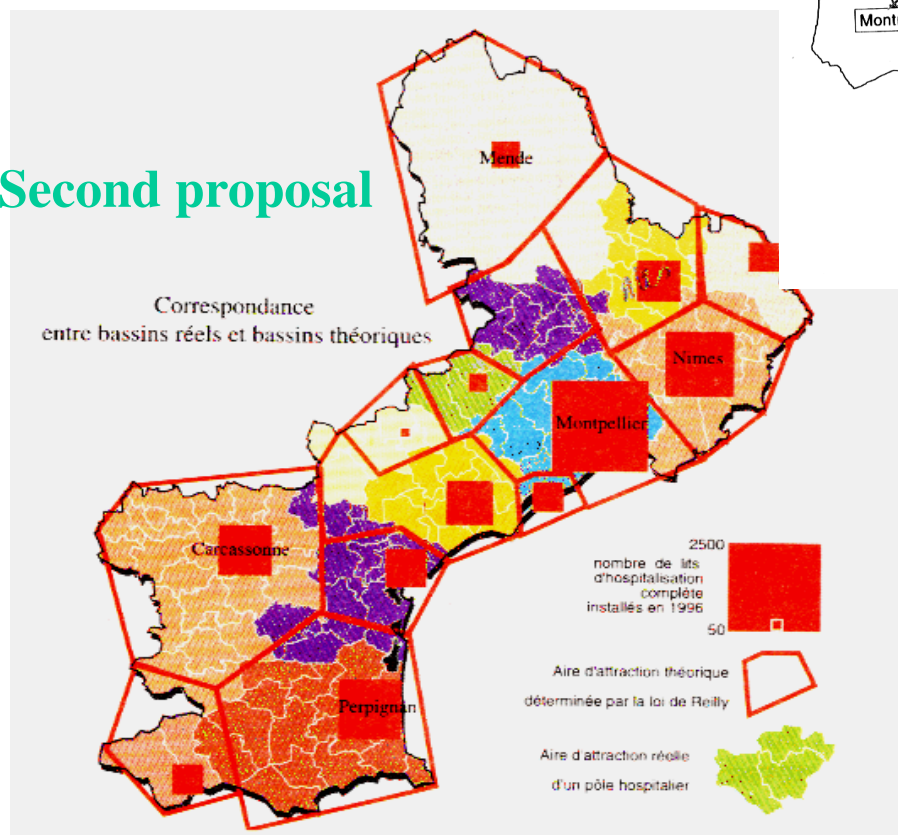 Second proposal
Correspondance
entre bassins réels et bassins théoriques
Mende
Nimes
Montpellier
Carcassonne
Perpignan
2500
nombre de lits
d'hospitalisation
complète
installés en 1996
50
Aire d'attraction théorique
déterminée par la loi de Reilly
Aire d'attraction réelle
d'un pôle hospitalier